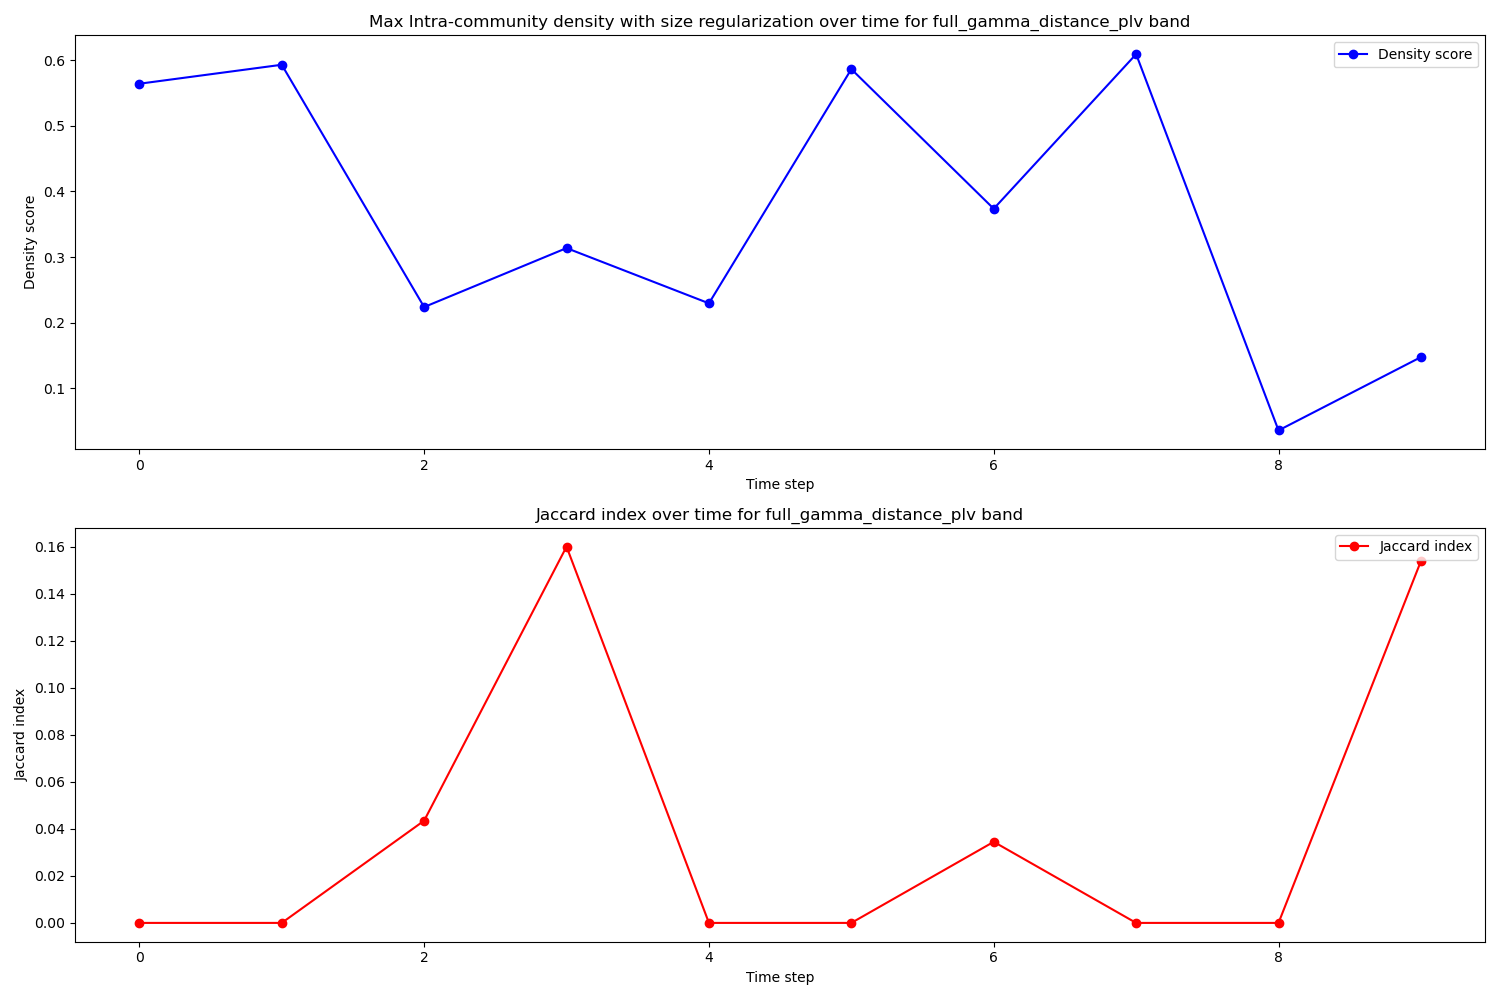 Max Intra-community density with size regularization over time for full_gamma_distance_plv band
Density score
0.6
0.5
0.4
0.3
0.2
0.1
Density score
0 2 4 6 8
Time step
Jaccard index over time for full_gamma_distance_plv band
Jaccard index
0.16
0.14
0.12
0.10
0.08
0.06
0.04
0.02
0.00
Jaccard index
0 2 4 6 8
Time step